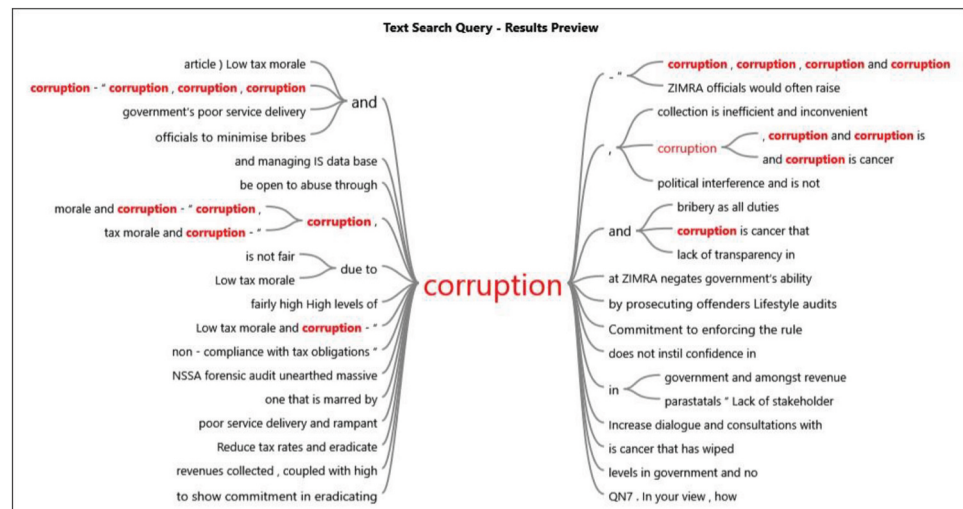 Text Search Query - Results Preview
article ) Low tax morale
corruption - “ corruption , corruption , corruption
government's poor service delivery
officials to minimise bribes
and
and managing IS data base
be open to abuse through
morale and corruption - “ corruption ,
tax morale and corruption - “
corruption ,
is not fair
Low tax morale
due to
fairly high High levels of
Low tax morale and corruption - “
non - compliance with tax obligations “
NSSA forensic audit unearthed massive
one that is marred by
poor service delivery and rampant
Reduce tax rates and eradicate
revenues collected , coupled with high
to show commitment in eradicating
corruption
- “
corruption , corruption , corruption and corruption
ZIMRA officials would often raise
,
collection is inefficient and inconvenient
corruption
, corruption and corruption is
and corruption is cancer
political interference and is not
and
bribery as all duties
corruption is cancer that
lack of transparency in
at ZIMRA negates government's ability
by prosecuting offenders Lifestyle audits
Commitment to enforcing the rule
does not instil confidence in
in
government and amongst revenue
parastatals “ Lack of stakeholder
Increase dialogue and consultations with
is cancer that has wiped
levels in government and no
QN7 . In your view , how